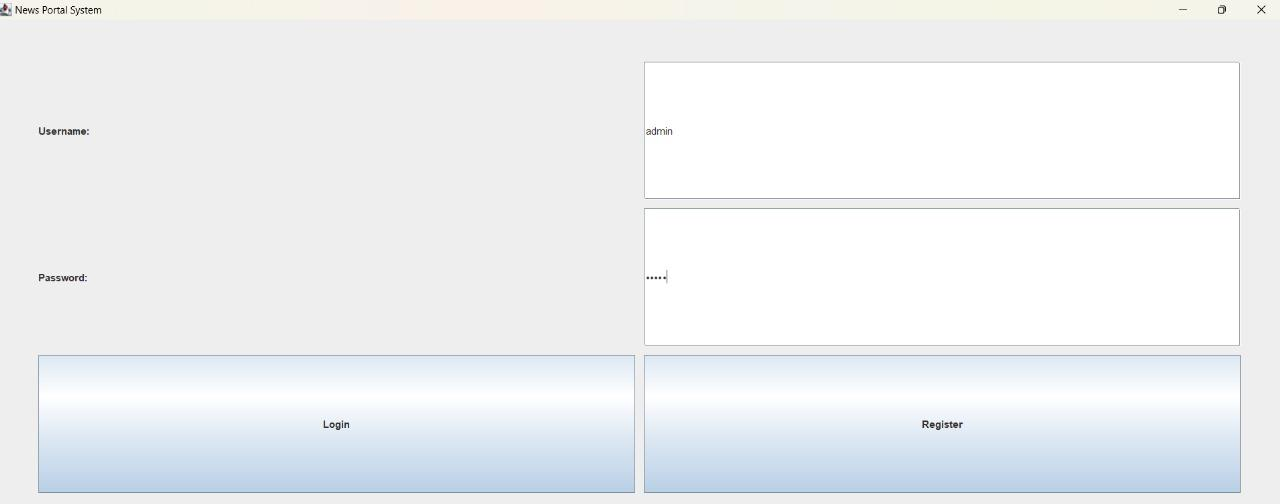 News Portal System
Username:
admin
Password:
•••••
Login
Register